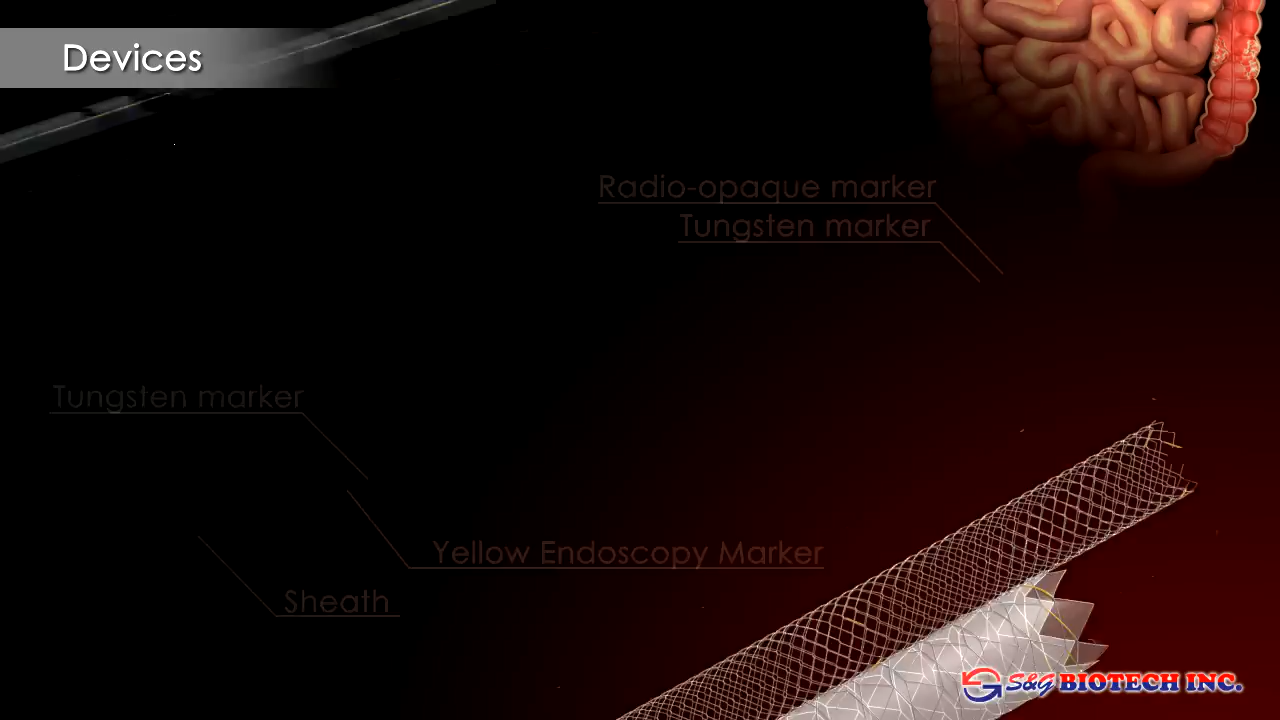 Devices
Radio-opaque marker
Tungsten marker
Tungsten marker
Yellow Endoscopy Marker
Sheath
S&G BIOTECH INC.